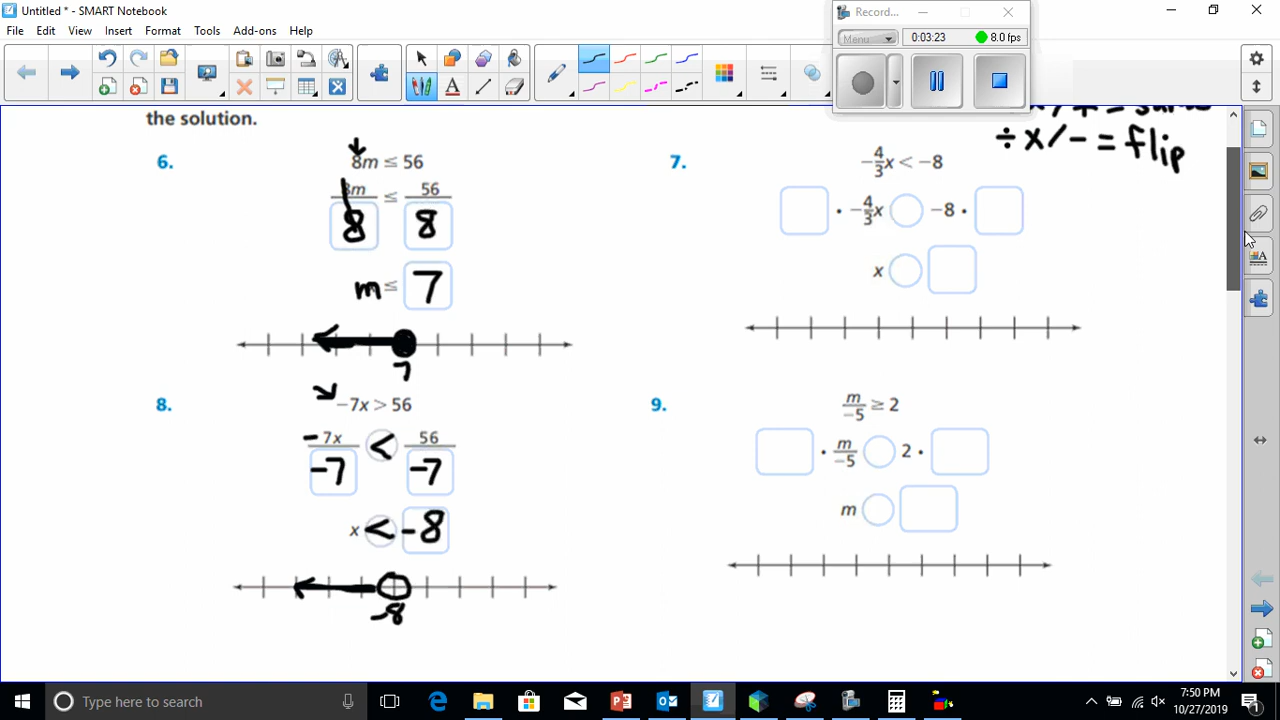 Untitled * - SMART Notebook
File Edit View Insert Format Tools Add-ons Help
Record...
Menu 0:03:23 8.0 fps
the solution.
÷ x / - = flip
6. 8m ≤ 56
8m ≤ 56
8 8
m ≤ 7
7
7. -4/3x < -8
· -4/3x -8 ·
x
8. -7x > 56
-7x < 56
-7 -7
x < -8
-8
9. m/-5 ≥ 2
· m/-5 2 ·
m
Type here to search
7:50 PM
10/27/2019